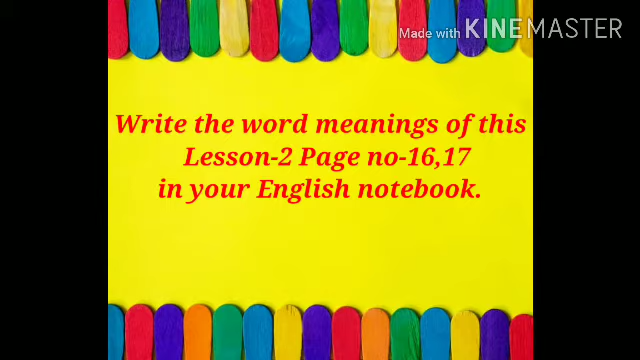 Made with KINEMASTER
Write the word meanings of this
Lesson-2 Page no-16,17
in your English notebook.